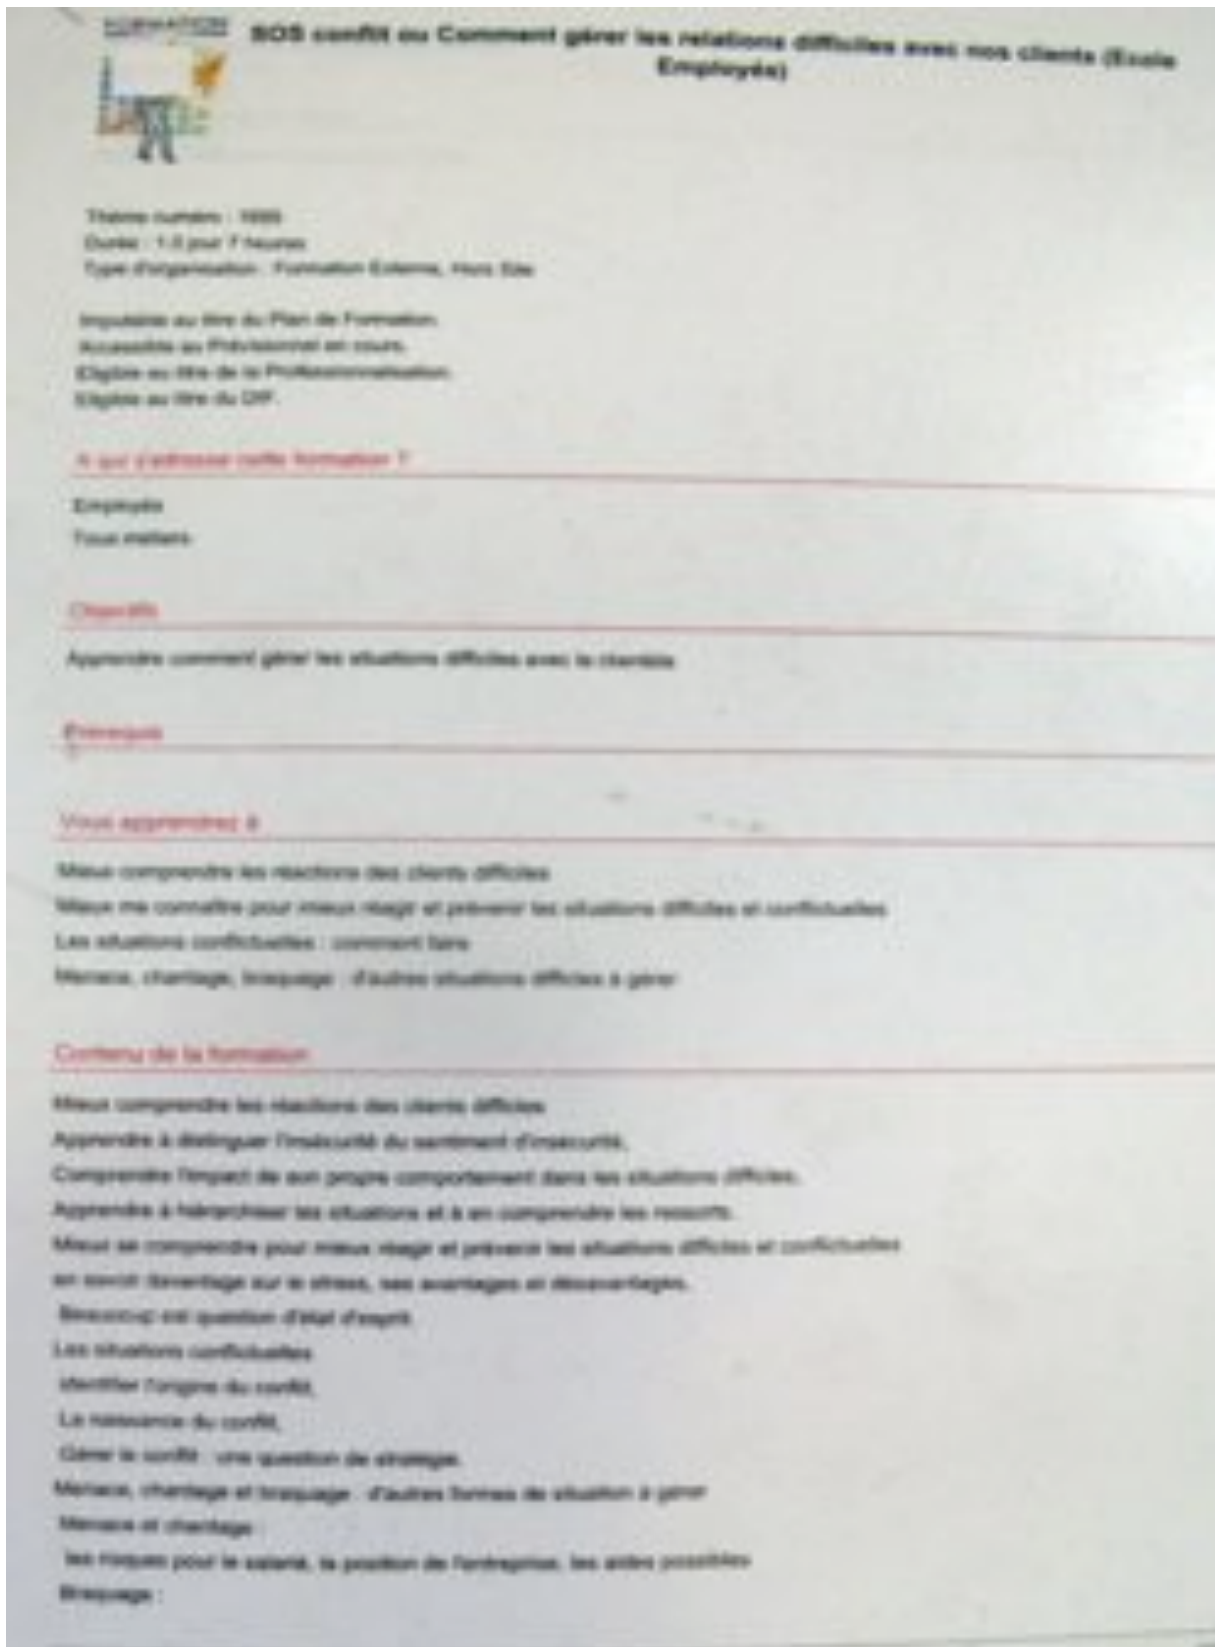 FORMATION
SOS conflit ou Comment gérer les relations difficiles avec nos clients (Ecole
Employés)
Thème numéro :
Durée : 1.0 jour 7 heures
Type d'organisation : Formation Externe, Hors Site
Imputable au titre du Plan de Formation.
Accessible au Prévisionnel en cours.
Eligible au titre de la Professionnalisation.
Eligible au titre du DIF.
A qui s'adresse cette formation ?
Employés
Tous métiers
Objectifs
Apprendre comment gérer les situations difficiles avec la clientèle
Prérequis
Vous apprendrez à
Mieux comprendre les réactions des clients difficiles
Mieux me connaître pour mieux réagir et prévenir les situations difficiles et conflictuelles
Les situations conflictuelles : comment faire
Menace, chantage, braquage : d'autres situations difficiles à gérer
Contenu de la formation
Mieux comprendre les réactions des clients difficiles
Apprendre à distinguer l'insécurité du sentiment d'insécurité.
Comprendre l'impact de son propre comportement dans les situations difficiles.
Apprendre à hiérarchiser les situations et à en comprendre les ressorts.
Mieux se comprendre pour mieux réagir et prévenir les situations difficiles et conflictuelles
en savoir davantage sur le stress, ses avantages et désavantages.
Beaucoup est question d'état d'esprit
Les situations conflictuelles
identifier l'origine du conflit,
La naissance du conflit,
Gérer le conflit : une question de stratégie.
Menace, chantage et braquage : d'autres formes de situation à gérer
Menace et chantage :
les risques pour le salarié, la position de l'entreprise, les aides possibles
Braquage :